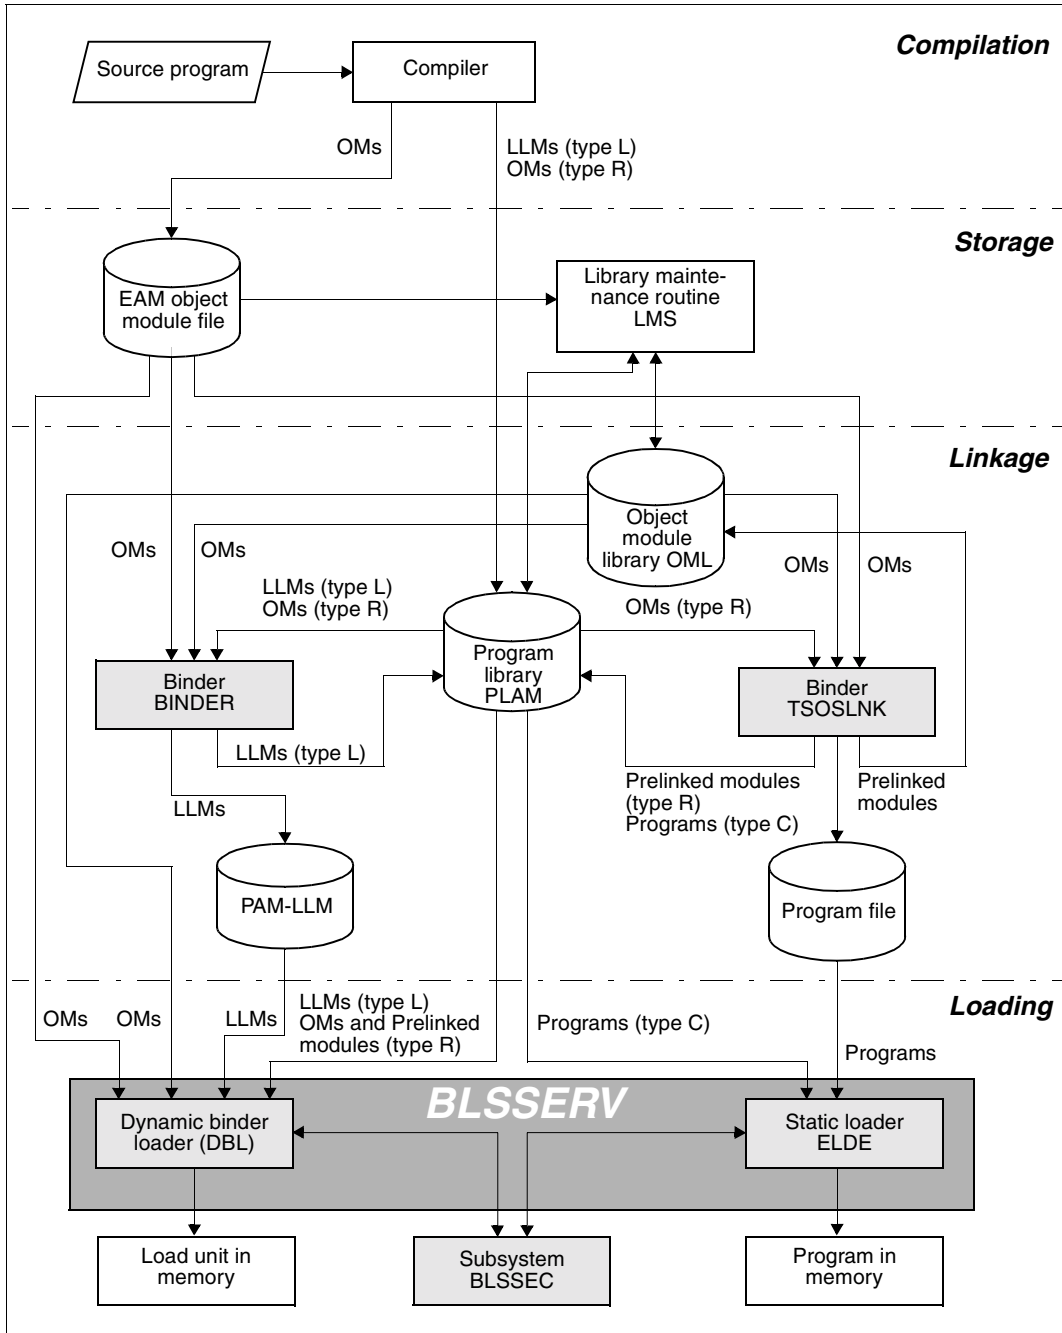 Compilation
Source program
Compiler
OMs
LLMs (type L)
OMs (type R)
Storage
EAM object
module file
Library mainte-
nance routine
LMS
Linkage
Object
module
library OML
OMs
OMs
OMs
OMs
LLMs (type L)
OMs (type R)
OMs (type R)
Program
library
PLAM
Binder
BINDER
Binder
TSOSLNK
LLMs (type L)
LLMs
Prelinked modules
(type R)
Programs (type C)
Prelinked
modules
PAM-LLM
Program file
Loading
OMs
OMs
LLMs
LLMs (type L)
OMs and Prelinked
modules (type R)
Programs (type C)
Programs
BLSSERV
Dynamic binder
loader (DBL)
Static loader
ELDE
Load unit in
memory
Subsystem
BLSSEC
Program in
memory